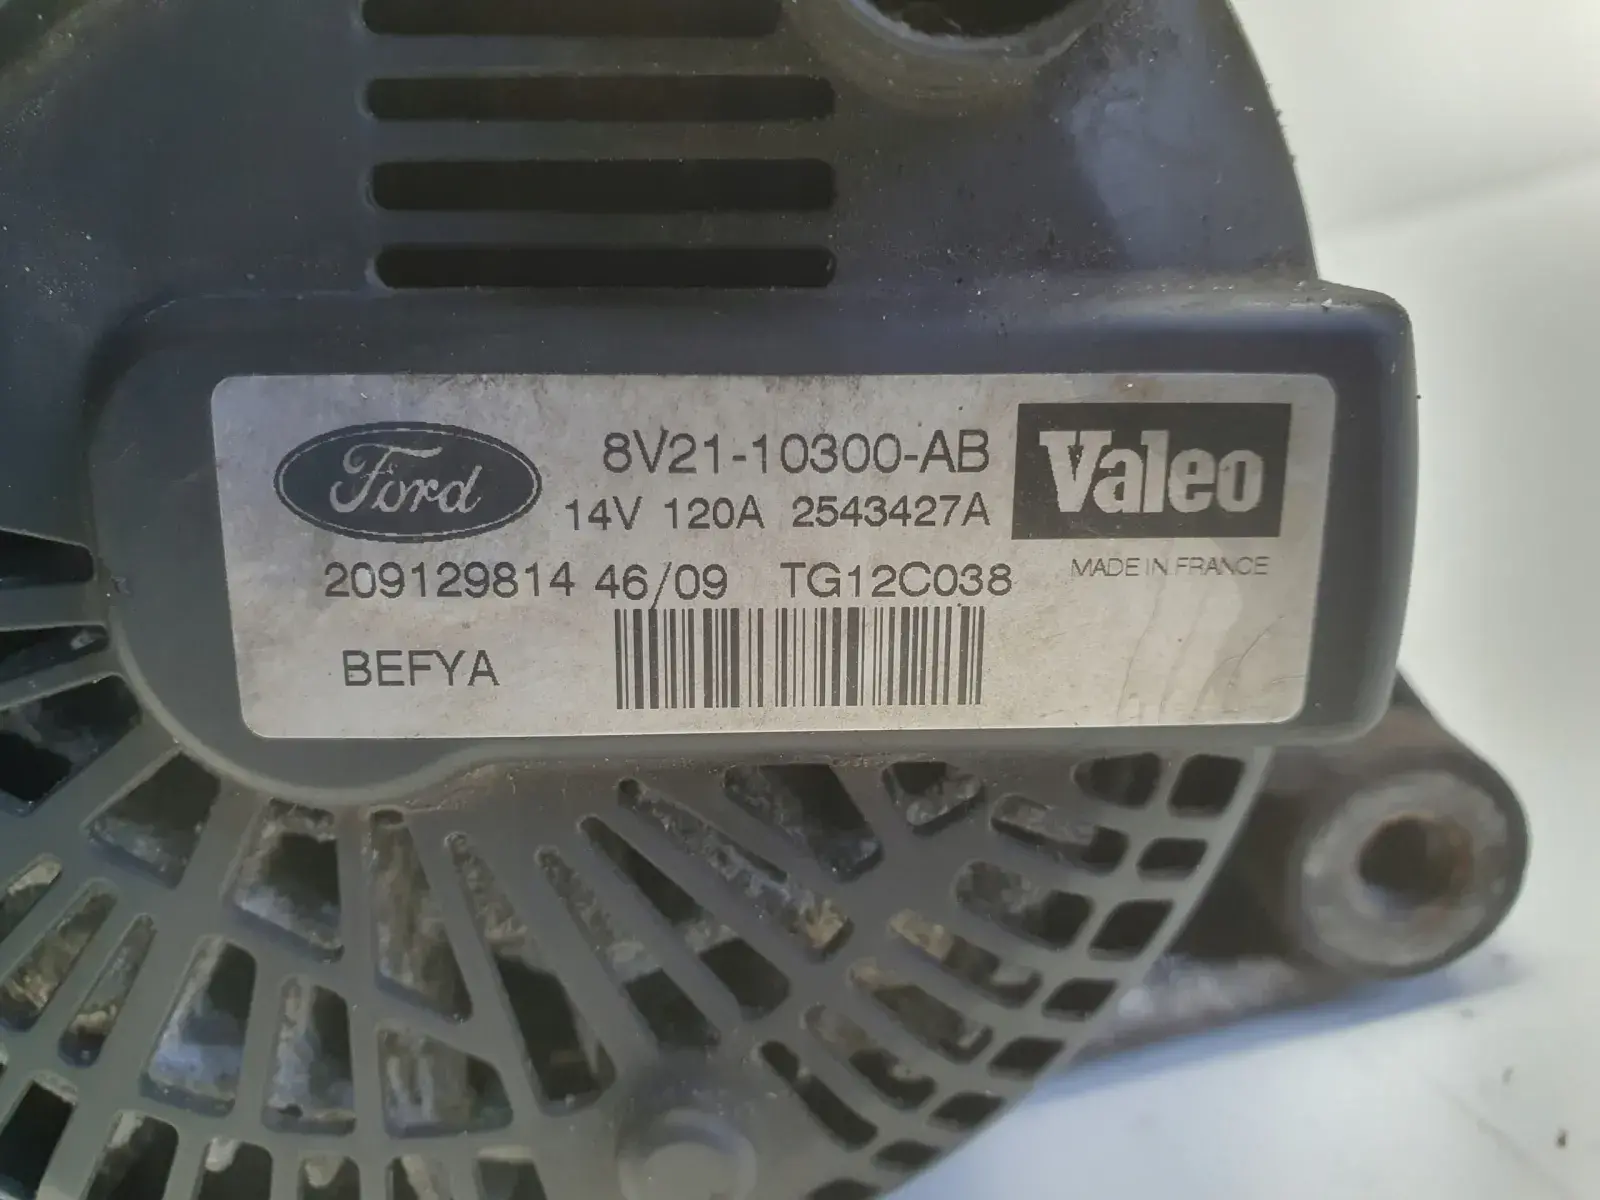 Ford
8V21-10300-AB
Valeo
14V 120A 2543427A
MADE IN FRANCE
209129814 46/09 TG12C038
BEFYA